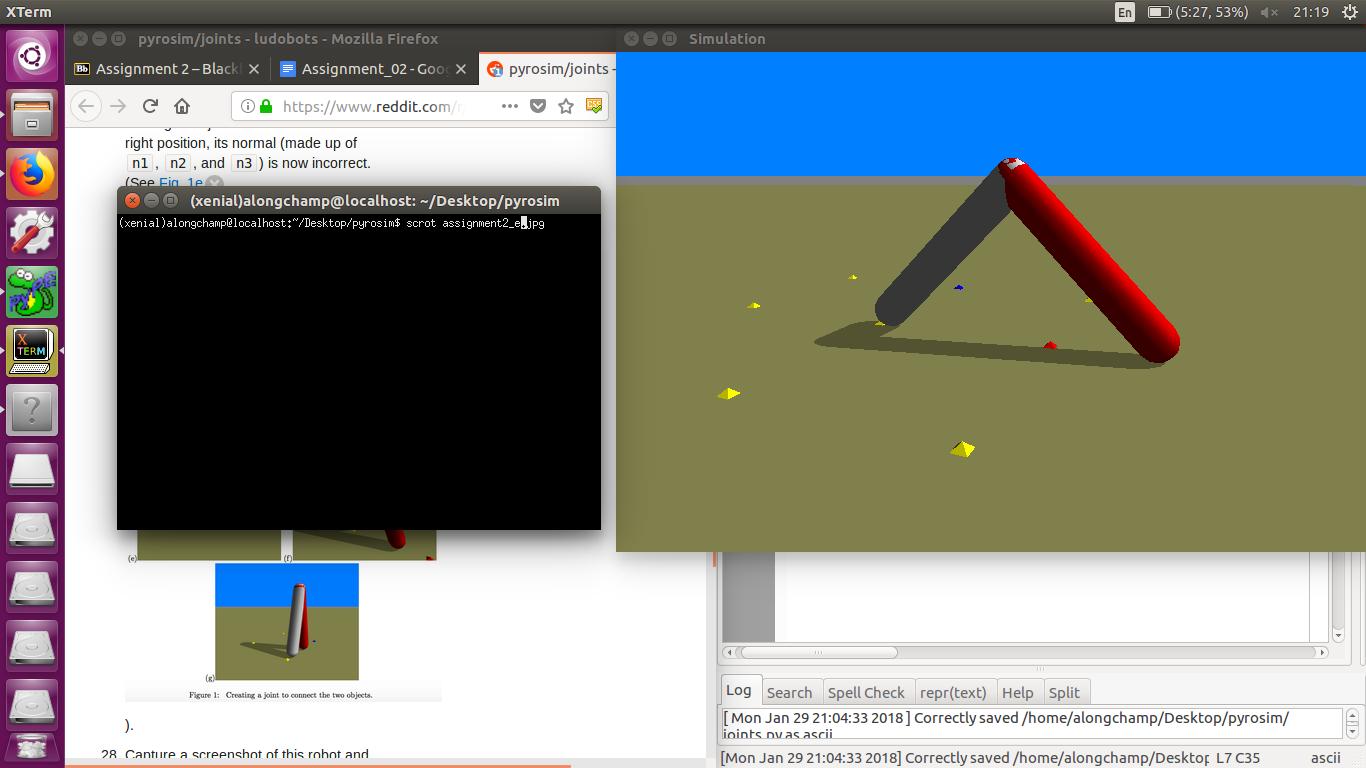 XTerm
En
(5:27, 53%)
21:19
pyrosim/joints - ludobots - Mozilla Firefox
Simulation
Bb Assignment 2 – Black
Assignment_02 - Goo
pyrosim/joints -
https://www.reddit.com/r
right position, its normal (made up of
n1 , n2 , and n3 ) is now incorrect.
(See Fig. 1e
(xenial)alongchamp@localhost: ~/Desktop/pyrosim
(xenial)alongchamp@localhost:~/Desktop/pyrosim$ scrot assignment2_e.jpg
X
TERM
(e)
(f)
(g)
Figure 1: Creating a joint to connect the two objects.
).
28. Capture a screenshot of this robot and
Log
Search
Spell Check
repr(text)
Help
Split
[ Mon Jan 29 21:04:33 2018 ] Correctly saved /home/alongchamp/Desktop/pyrosim/
joints.py as ascii
[Mon Jan 29 21:04:33 2018] Correctly saved /home/alongchamp/Desktop
L7 C35
ascii